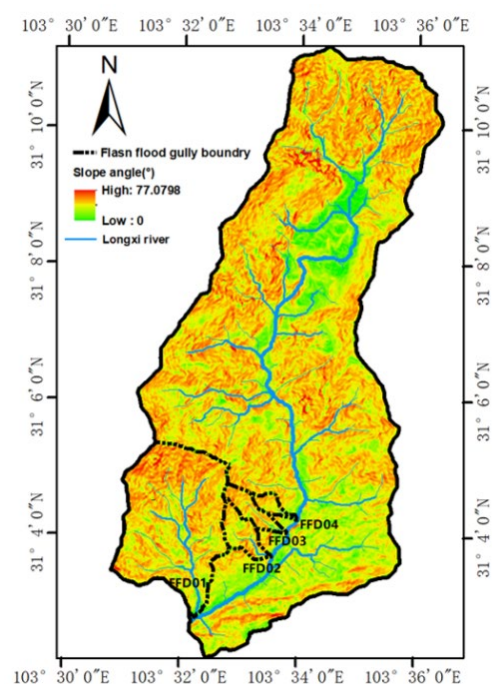 103° 30′ 0″E 103° 32′ 0″E 103° 34′ 0″E 103° 36′ 0″E
N
31° 10′ 0″N
31° 10′ 0″N
Flasn flood gully boundry
Slope angle(°)
High: 77.0798
Low : 0
Longxi river
31° 8′ 0″N
31° 8′ 0″N
31° 6′ 0″N
31° 6′ 0″N
31° 4′ 0″N
31° 4′ 0″N
FFD04
FFD03
FFD02
FFD01
103° 30′ 0″E 103° 32′ 0″E 103° 34′ 0″E 103° 36′ 0″E